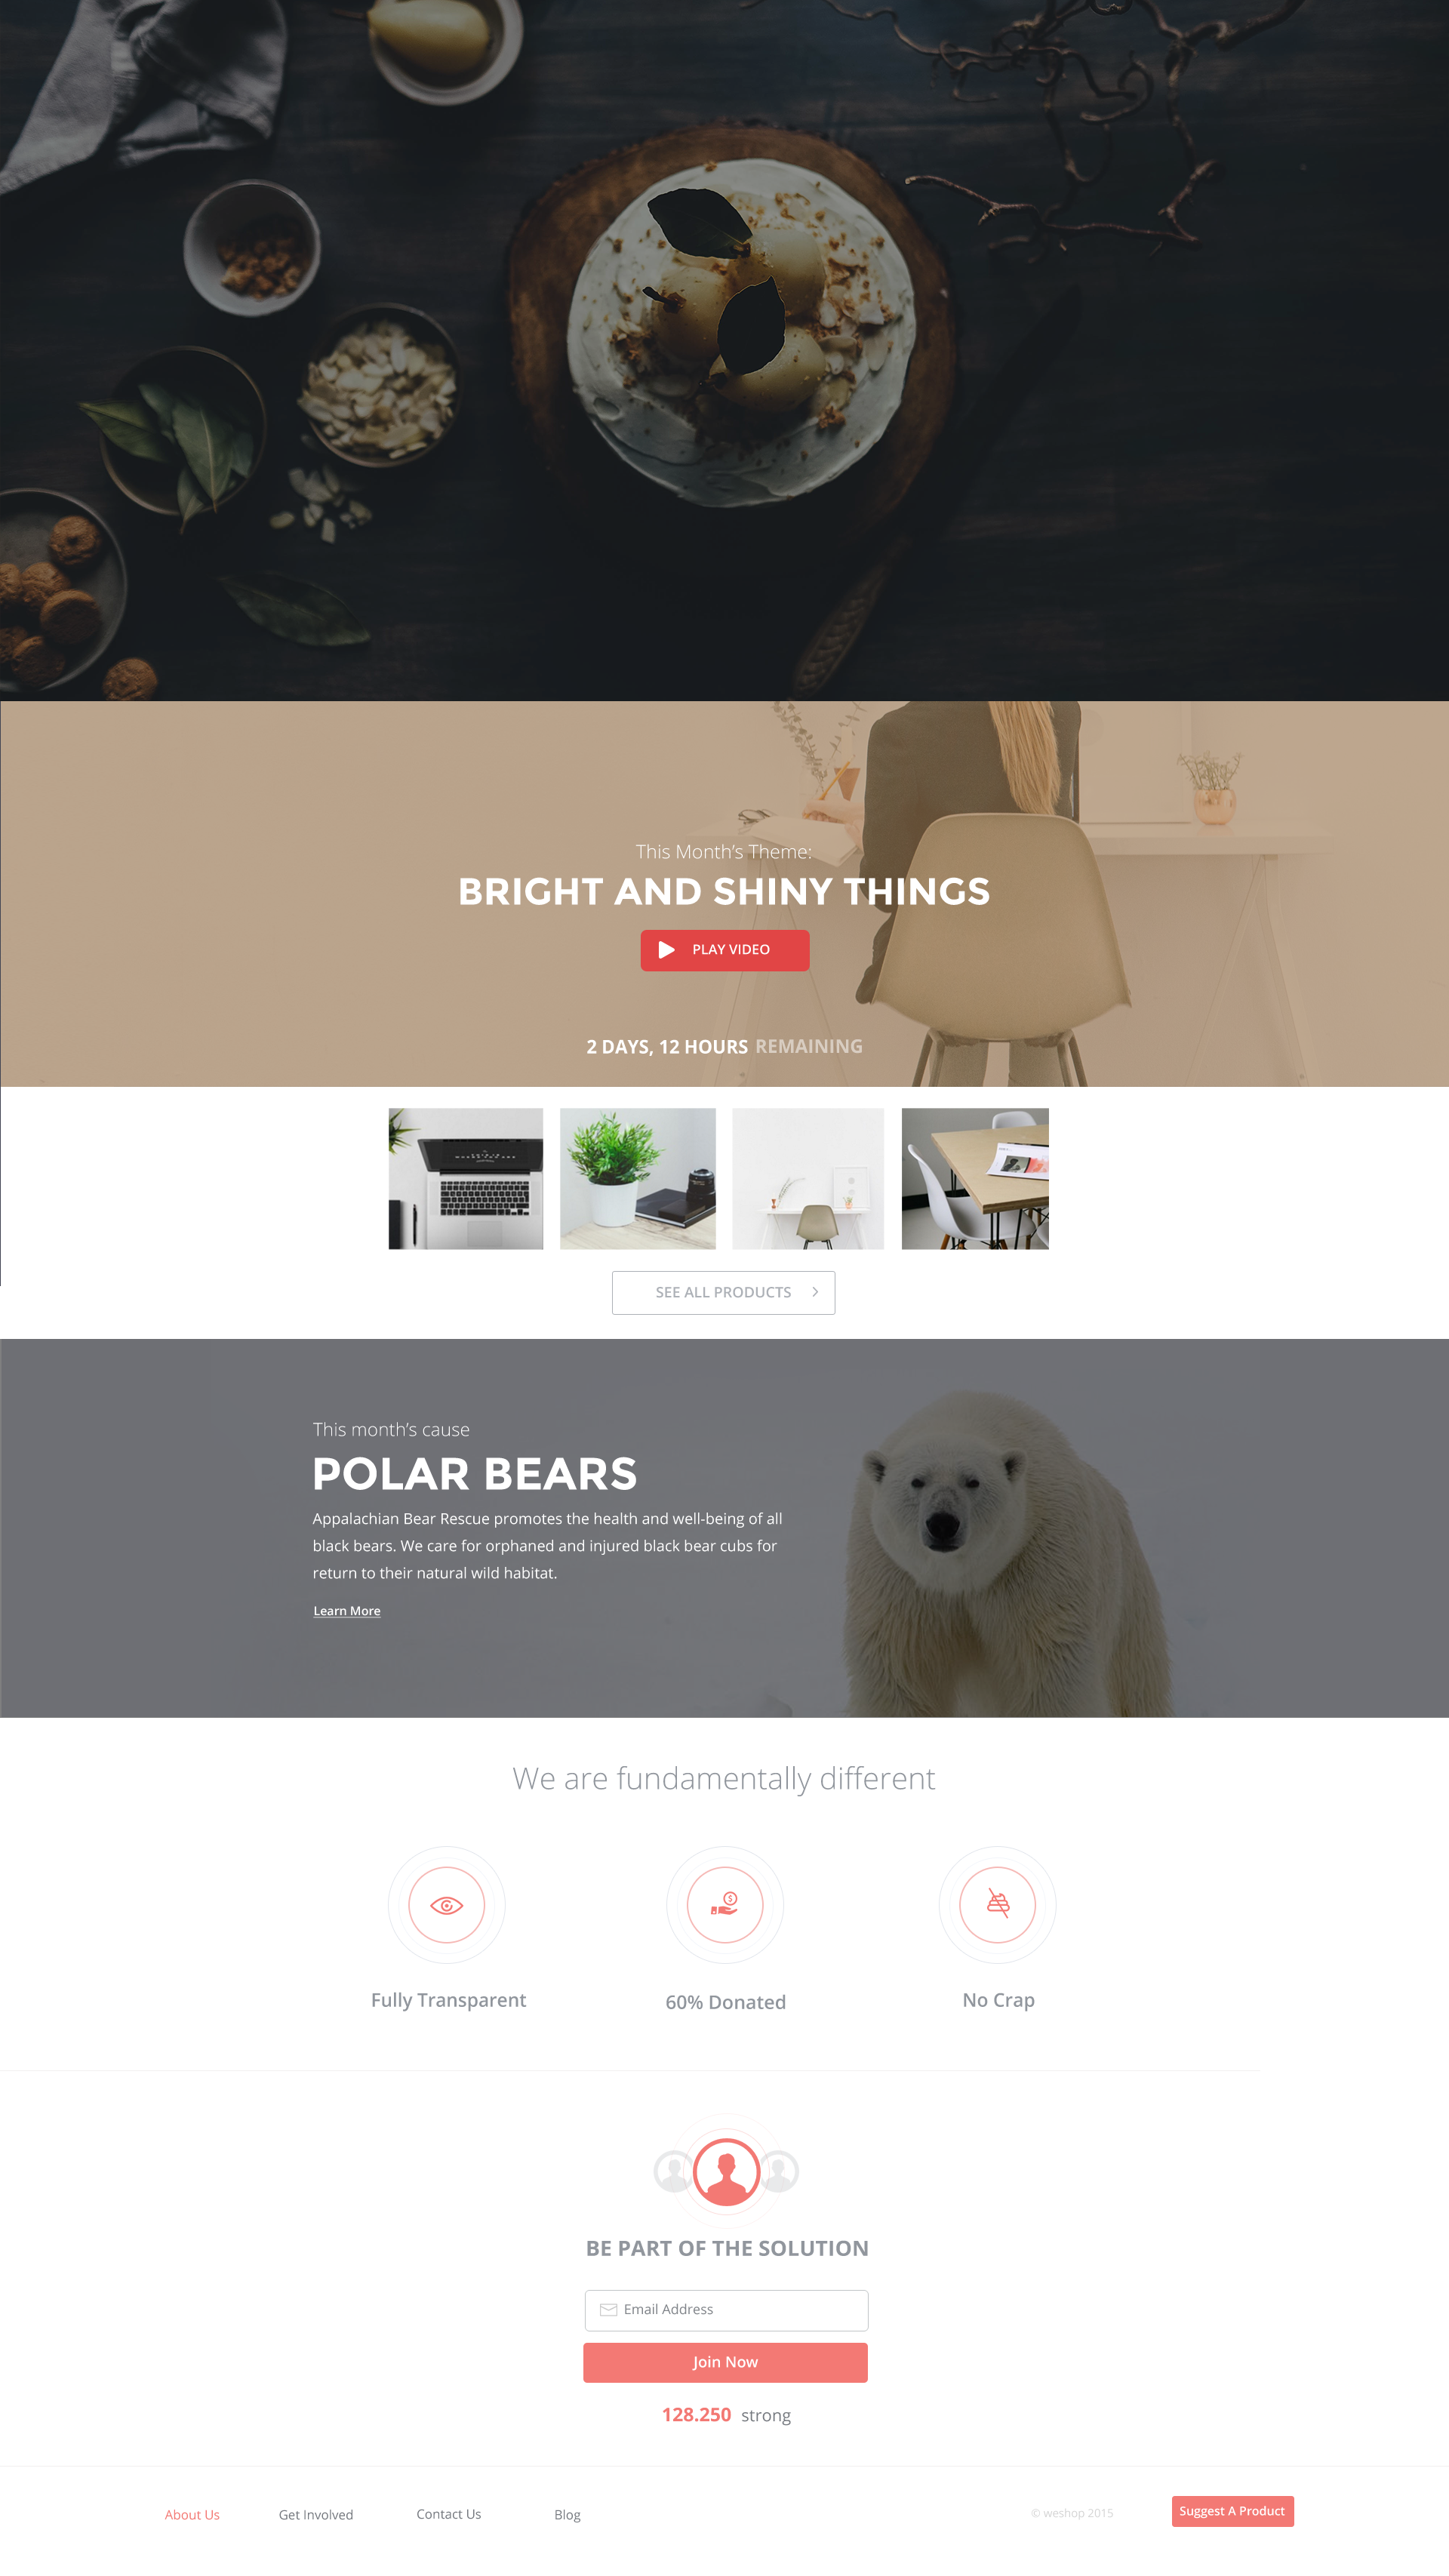 This Month's Theme:
BRIGHT AND SHINY THINGS
PLAY VIDEO
2 DAYS, 12 HOURS REMAINING
SEE ALL PRODUCTS
This month's cause
POLAR BEARS
Appalachian Bear Rescue promotes the health and well-being of all
black bears. We care for orphaned and injured black bear cubs for
return to their natural wild habitat.
Learn More
We are fundamentally different
Fully Transparent
60% Donated
No Crap
BE PART OF THE SOLUTION
Email Address
Join Now
128.250 strong
About Us
Get Involved
Contact Us
Blog
© weshop 2015
Suggest A Product